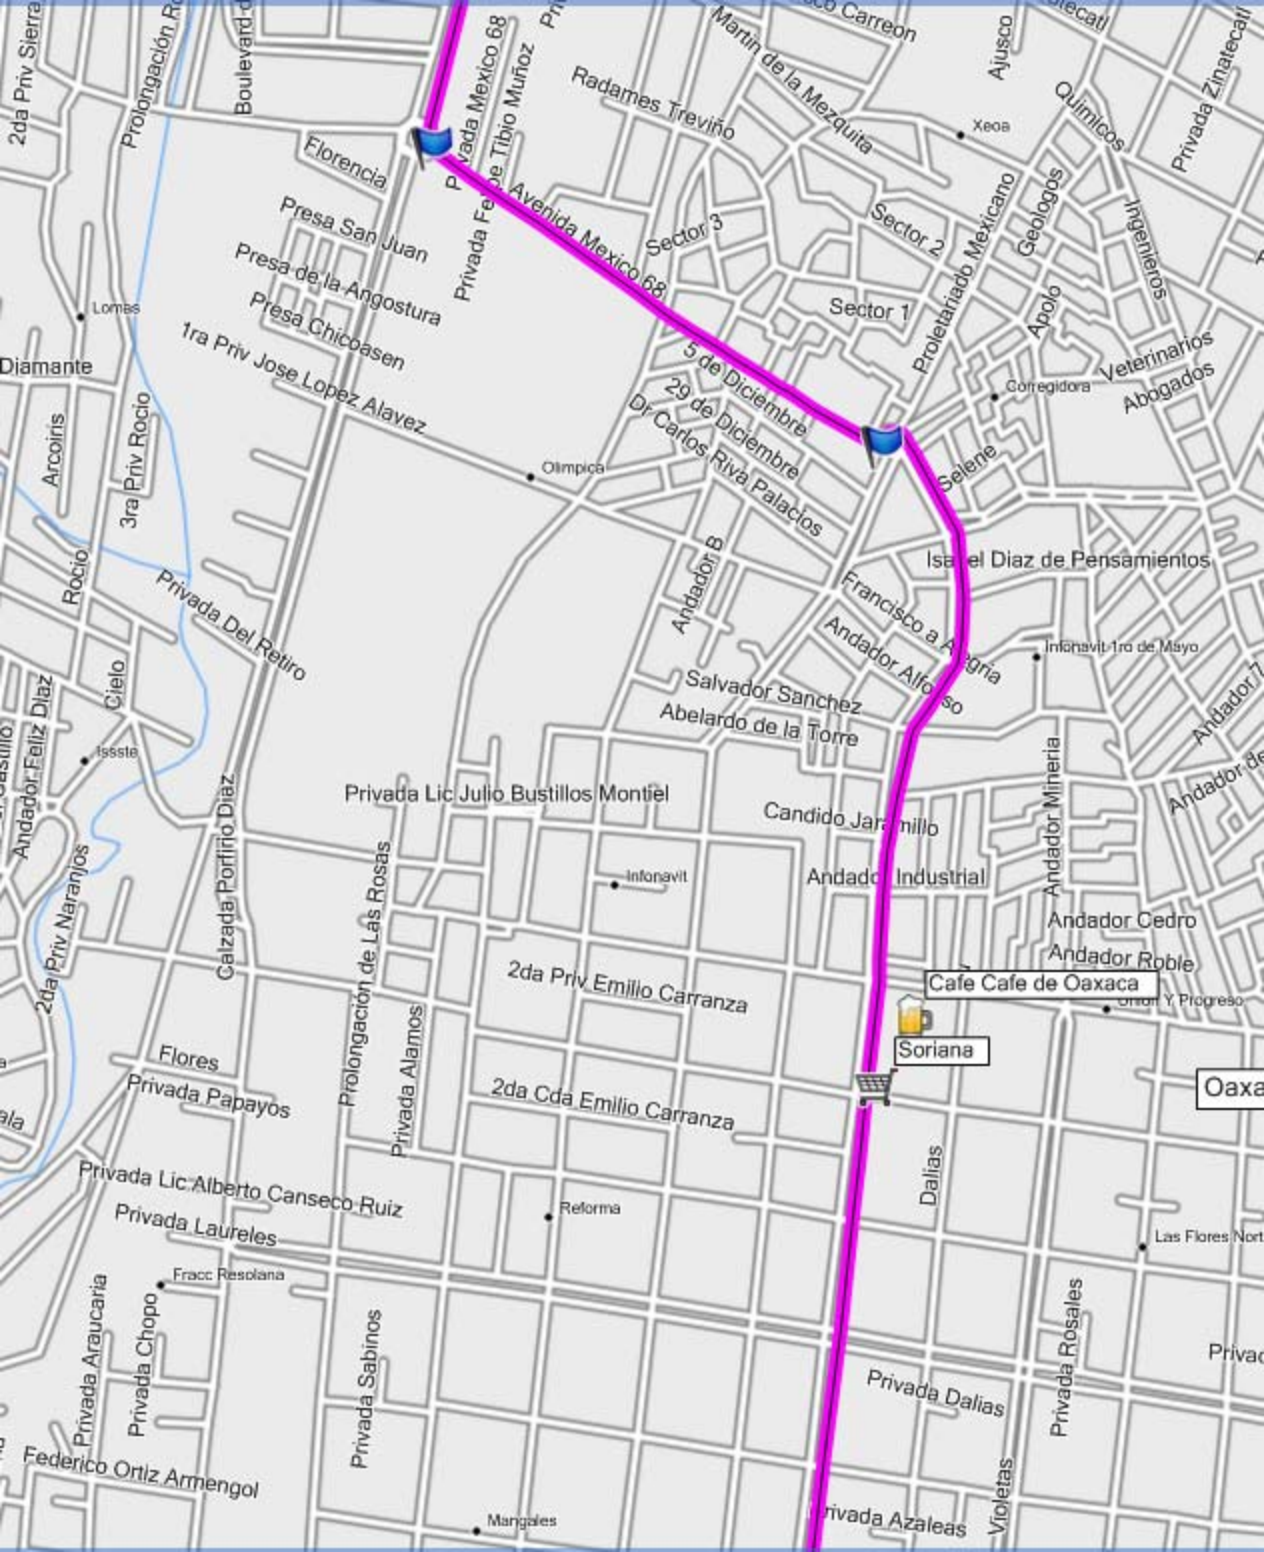 2da Priv Sierra
Prolongación
Privada Mexico 68
co Carreon
Martin de la Mezquita
Ajusco
Privada Zinatecatl
Radames Treviño
Quimicos
Xeoa
Tibio Muñoz
Florencia
Privada
Avenida Mexico 68
Presa San Juan
Sector 3
Sector 2
Geologos
Ingenieros
Proletariado Mexicano
Presa de la Angostura
Lomas
Presa Chicoasen
Sector 1
Apolo
1ra Priv Jose Lopez Alavez
Diamante
5 de Diciembre
Veterinarios
Corregidora
Abogados
29 de Diciembre
Arcoiris
3ra Priv Rocio
Dr Carlos Riva Palacios
Olimpica
Selene
Andador B
Isabel Diaz de Pensamientos
Rocio
Privada Del Retiro
Francisco a Alegria
Andador Alfonso
Infonavit 1ro de Mayo
Cielo
Salvador Sanchez
Andador 7
Abelardo de la Torre
Andador Feliz Diaz
Issste
Andador de
Andador Mineria
Privada Lic Julio Bustillos Montiel
Candido Jaramillo
Calzada Porfirio Diaz
Infonavit
Andador Industrial
2da Priv Naranjos
Prolongación de Las Rosas
Andador Cedro
Andador Roble
2da Priv Emilio Carranza
Cafe Cafe de Oaxaca
Union Y Progreso
Soriana
Flores
Privada Alamos
Privada Papayos
2da Cda Emilio Carranza
Oaxa
ala
Dalias
Privada Lic Alberto Canseco Ruiz
Reforma
Privada Laureles
Las Flores Nort
Fracc Resolana
Privada Araucaria
Privada Chopo
Privada Sabinos
Privada Rosales
Privac
Privada Dalias
Federico Ortiz Armengol
Violetas
Mangales
Privada Azaleas